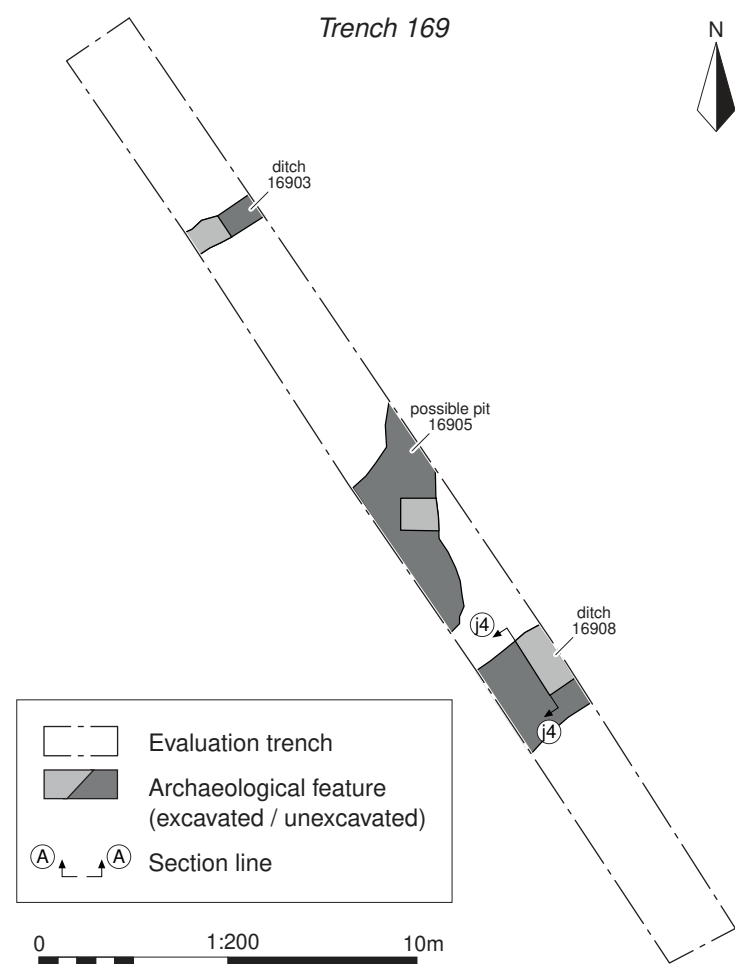 Trench 169
N
ditch
16903
possible pit
16905
ditch
16908
j4
j4
Evaluation trench
Archaeological feature
(excavated / unexcavated)
A A Section line
0 1:200 10m